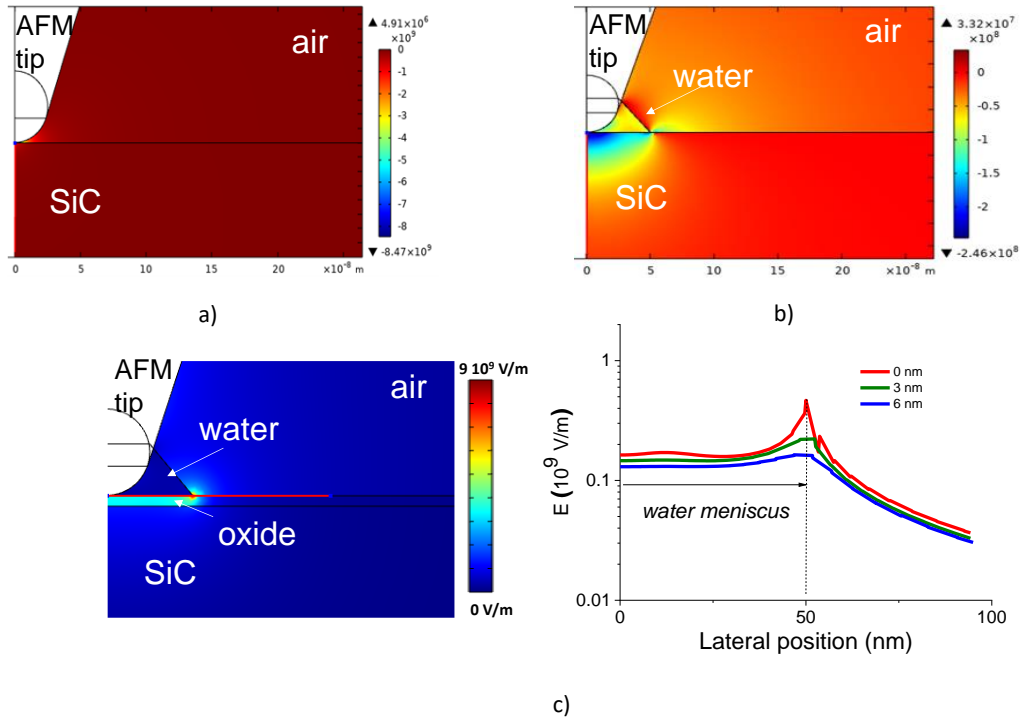 AFM
tip
air
SiC
▲ 4.91×10⁶
×10⁹
0
-1
-2
-3
-4
-5
-6
-7
-8
▼ -8.47×10⁹
0 5 10 15 20 ×10⁻⁸ m
a)
AFM
tip
air
water
SiC
▲ 3.32×10⁷
×10⁸
0
-0.5
-1
-1.5
-2
▼ -2.46×10⁸
0 5 10 15 20 ×10⁻⁸ m
b)
AFM
tip
air
water
oxide
SiC
9 10⁹ V/m
0 V/m
E (10⁹ V/m)
1
0.1
0.01
0 nm
3 nm
6 nm
water meniscus
0 50 100
Lateral position (nm)
c)